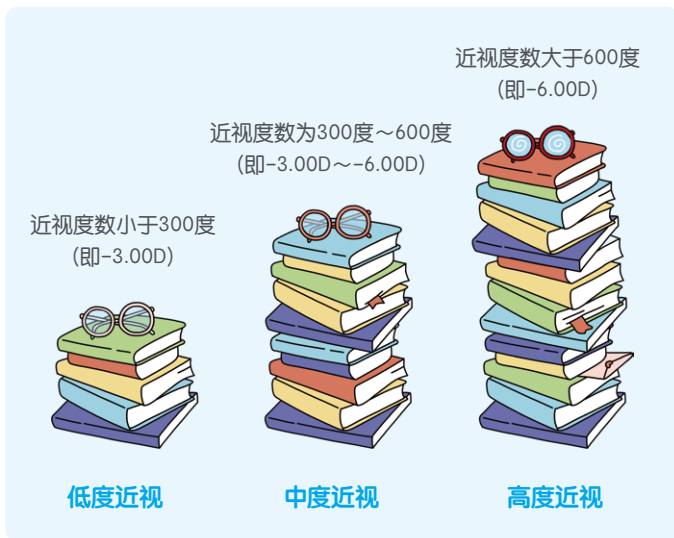 近视度数大于600度
(即-6.00D)
近视度数为300度～600度
(即-3.00D～-6.00D)
近视度数小于300度
(即-3.00D)
低度近视
中度近视
高度近视